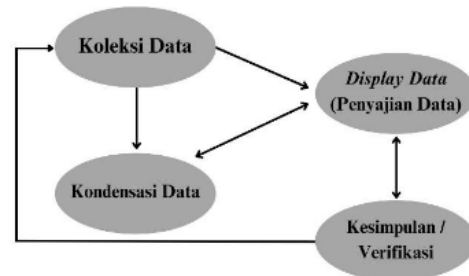 Koleksi Data
Display Data
(Penyajian Data)
Kondensasi Data
Kesimpulan /
Verifikasi